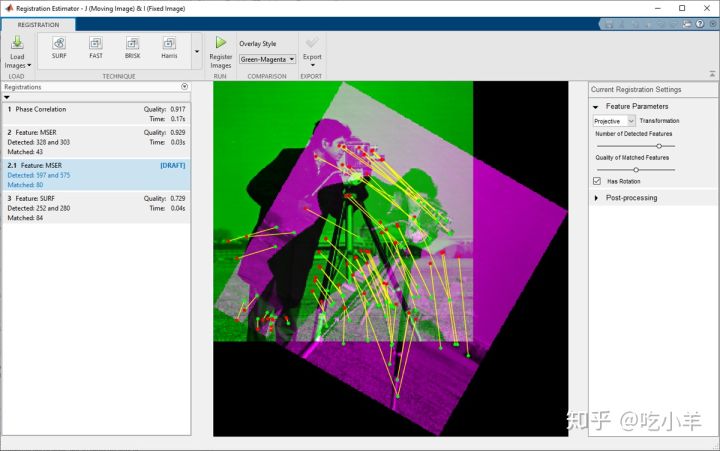 Registration Estimator - J (Moving Image) & I (Fixed Image)
REGISTRATION
Load Images
SURF
FAST
BRISK
Harris
Register Images
Overlay Style
Green-Magenta
Export
LOAD
TECHNIQUE
RUN
COMPARISON
EXPORT
Registrations
1 Phase Correlation Quality: 0.917
Time: 0.17s
2 Feature: MSER Quality: 0.929
Detected: 328 and 303 Time: 0.03s
Matched: 43
2.1 Feature: MSER [DRAFT]
Detected: 597 and 575
Matched: 80
3 Feature: SURF Quality: 0.729
Detected: 252 and 280 Time: 0.04s
Matched: 84
Current Registration Settings
Feature Parameters
Projective Transformation
Number of Detected Features
Quality of Matched Features
Has Rotation
Post-processing
知乎 @吃小羊